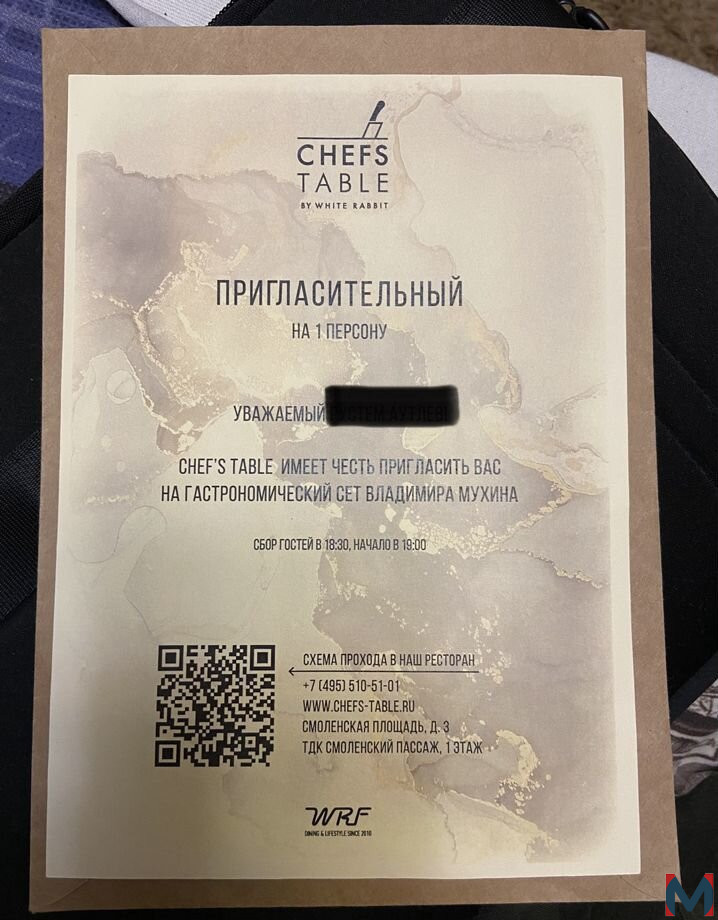 CHEFS
TABLE
BY WHITE RABBIT
ПРИГЛАСИТЕЛЬНЫЙ
НА 1 ПЕРСОНУ
УВАЖАЕМЫЙ
CHEF'S TABLE ИМЕЕТ ЧЕСТЬ ПРИГЛАСИТЬ ВАС
НА ГАСТРОНОМИЧЕСКИЙ СЕТ ВЛАДИМИРА МУХИНА
СБОР ГОСТЕЙ В 18:30, НАЧАЛО В 19:00
СХЕМА ПРОХОДА В НАШ РЕСТОРАН
+7 (495) 510-51-01
WWW.CHEFS-TABLE.RU
СМОЛЕНСКАЯ ПЛОЩАДЬ, Д. 3
ТДК СМОЛЕНСКИЙ ПАССАЖ, 1 ЭТАЖ
WRF
DINING & LIFESTYLE SINCE 2010
M